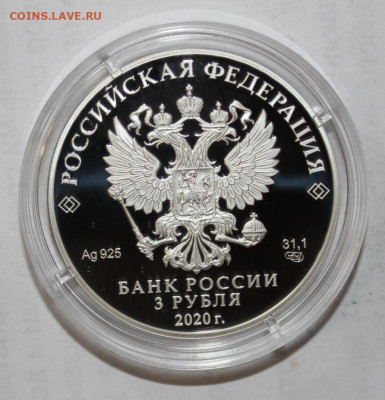 COINS.LAVE.RU
РОССИЙСКАЯ ФЕДЕРАЦИЯ
Ag 925
31,1
БАНК РОССИИ
3 РУБЛЯ
2020 г.